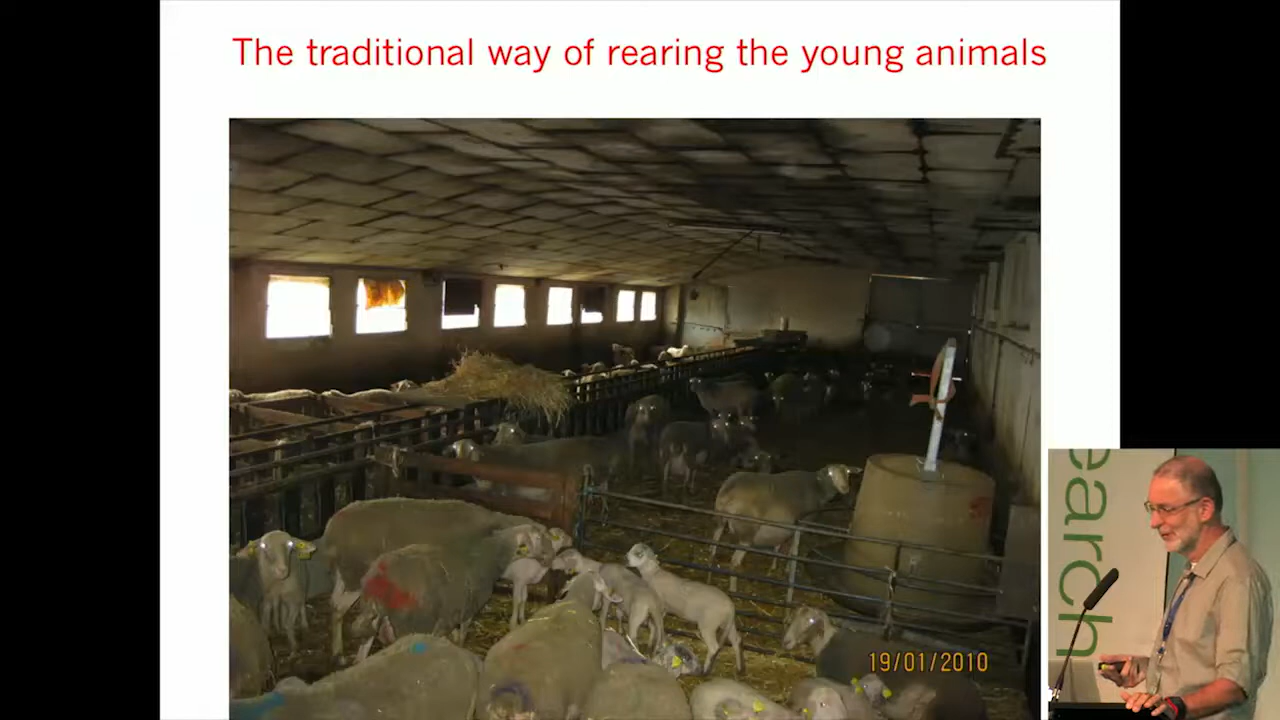 The traditional way of rearing the young animals
19/01/2010
earch